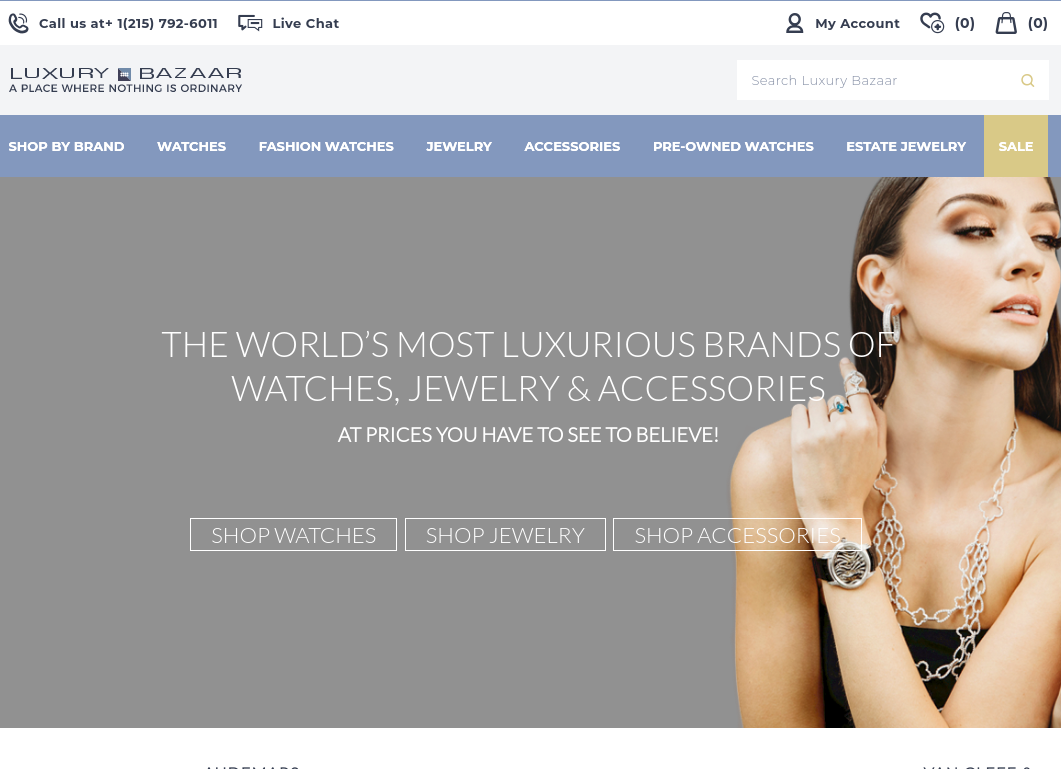 Call us at+ 1(215) 792-6011
Live Chat
My Account
(0)
(0)
LUXURY BAZAAR
A PLACE WHERE NOTHING IS ORDINARY
Search Luxury Bazaar
SHOP BY BRAND
WATCHES
FASHION WATCHES
JEWELRY
ACCESSORIES
PRE-OWNED WATCHES
ESTATE JEWELRY
SALE
THE WORLD'S MOST LUXURIOUS BRANDS OF
WATCHES, JEWELRY & ACCESSORIES
AT PRICES YOU HAVE TO SEE TO BELIEVE!
SHOP WATCHES
SHOP JEWELRY
SHOP ACCESSORIES